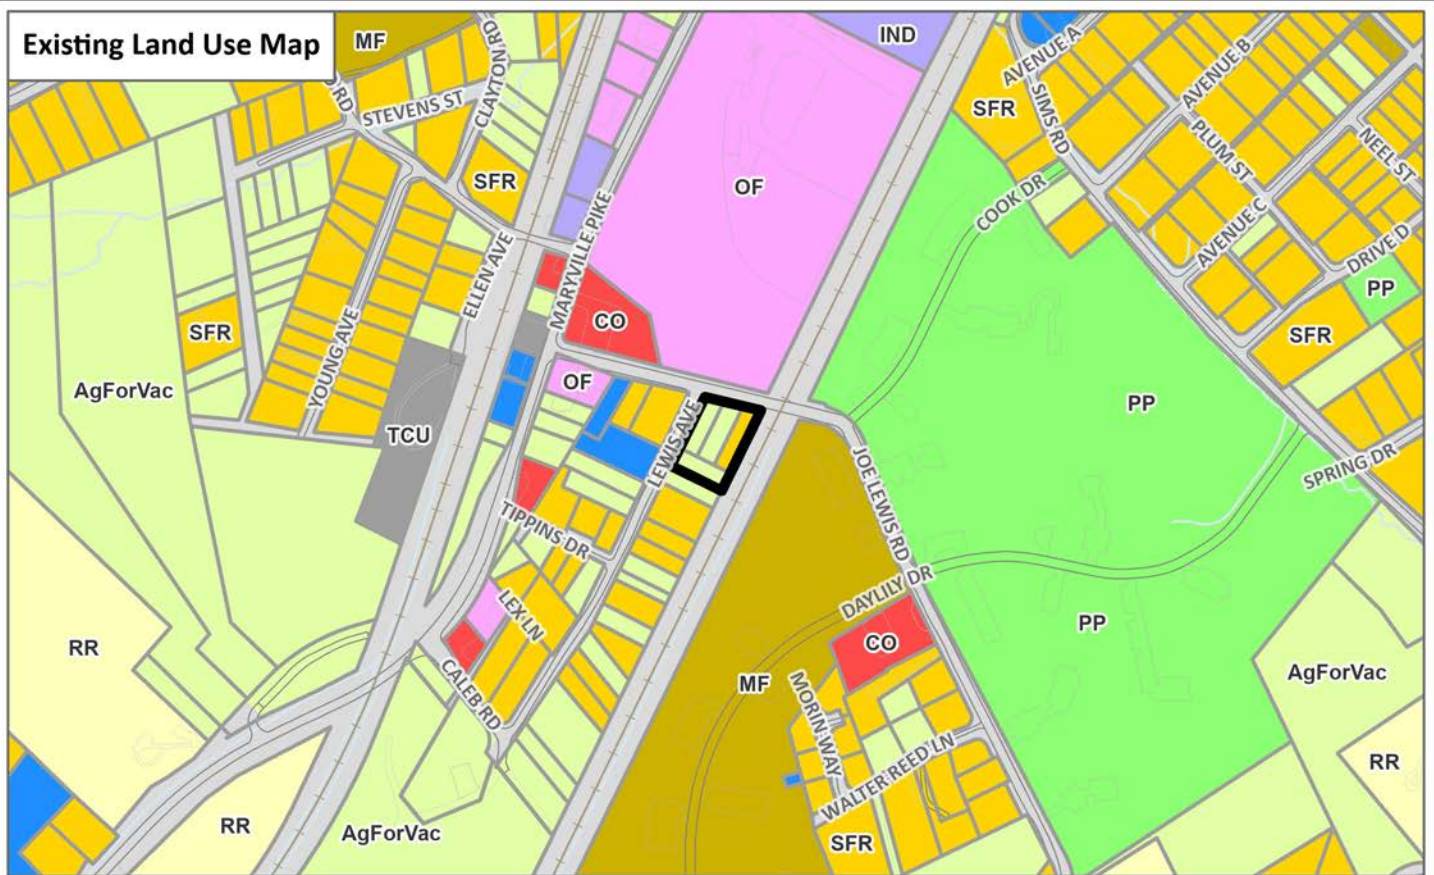 Existing Land Use Map
MF
IND
CLAYTON RD
AVENUE A
AVENUE B
D RD
STEVENS ST
SFR
SIMS RD
PLUM ST
NEEL ST
SFR
OF
COOK DR
MARYVILLE PIKE
ELLEN AVE
AVENUE C
DRIVE D
PP
SFR
CO
SFR
YOUNG AVE
AgForVac
OF
PP
TCU
LEWIS AVE
JOE LEWIS RD
SPRING DR
TIPPINS DR
DAYLILY DR
LEX LN
PP
RR
CO
AgForVac
CALEB RD
MF
MORIN WAY
WALTER REED LN
RR
RR
AgForVac
SFR